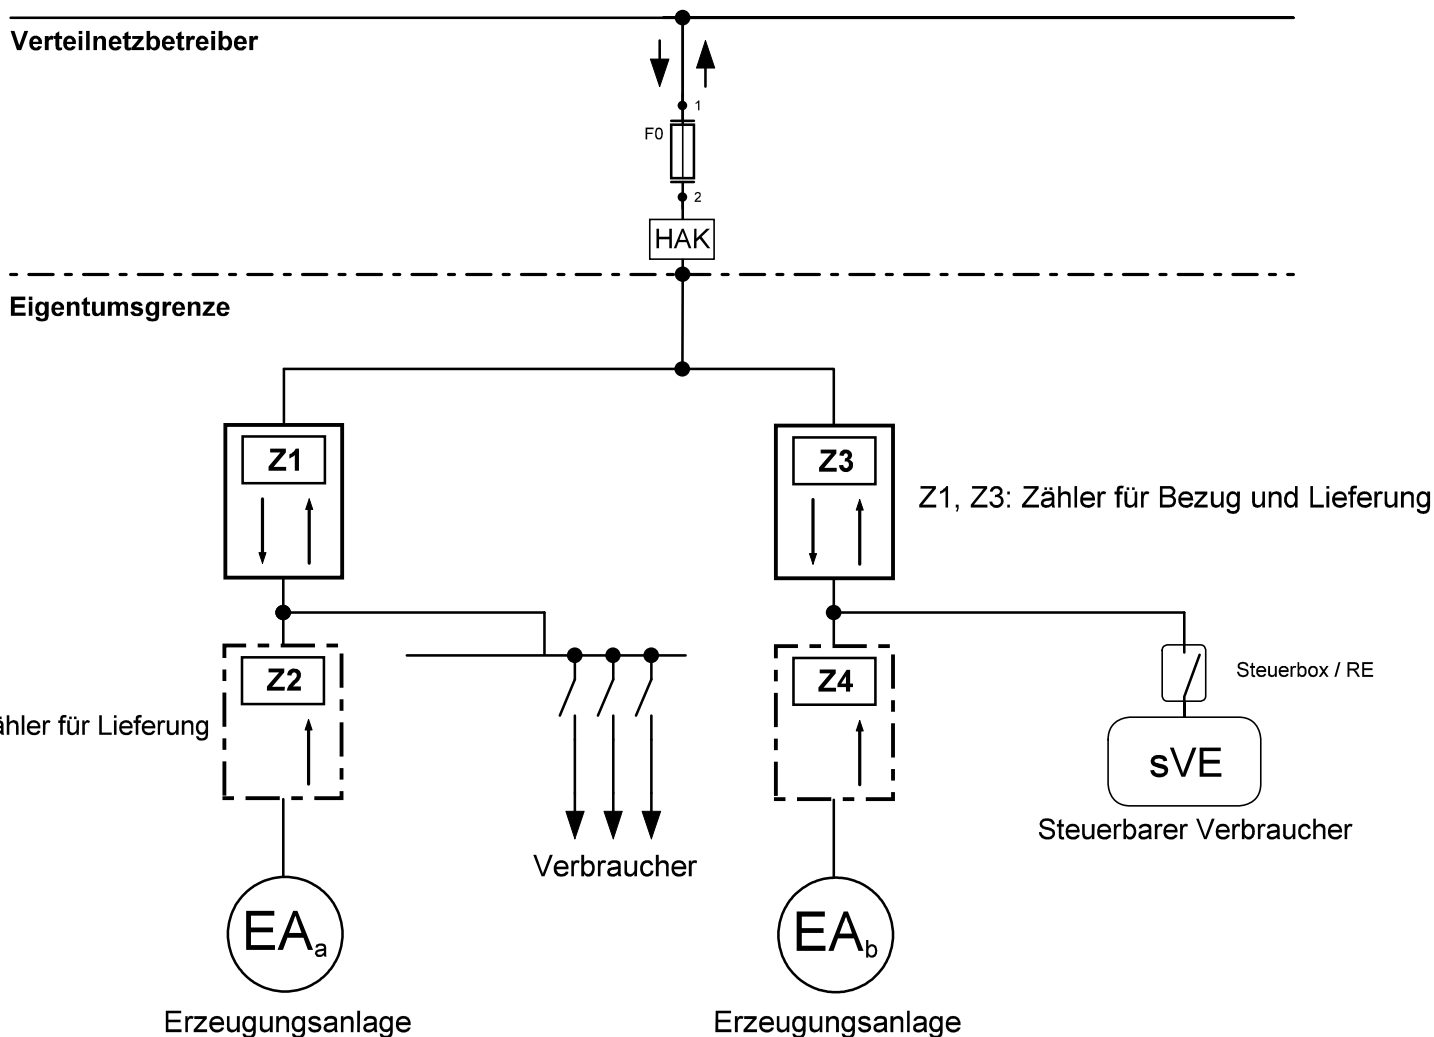 Verteilnetzbetreiber
1
F0
2
HAK
Eigentumsgrenze
Z1
Z3
Z1, Z3: Zähler für Bezug und Lieferung
Z2
Z4
Steuerbox / RE
für Lieferung
sVE
Steuerbarer Verbraucher
Verbraucher
EAa
EAb
Erzeugungsanlage
Erzeugungsanlage